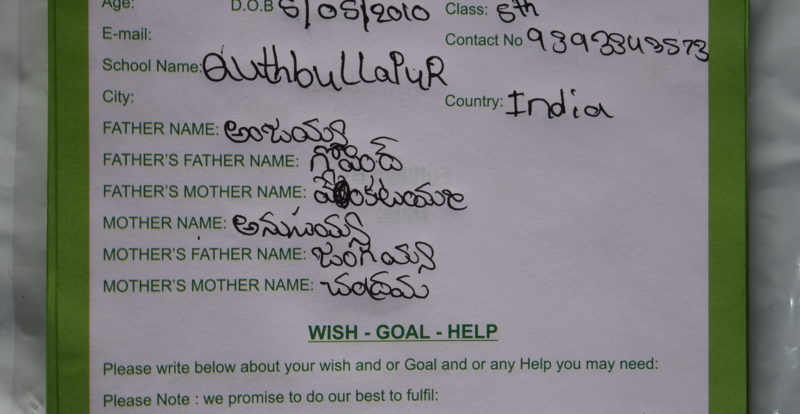 Age: D.O.B 5/05/2010 Class: 5th
E-mail: Contact No
School Name: QuthbullaPuR
City: Country: India
FATHER NAME: అంజయ్య
FATHER'S FATHER NAME: గోవింద్
FATHER'S MOTHER NAME:
MOTHER NAME:
MOTHER'S FATHER NAME: జంగయ్య
MOTHER'S MOTHER NAME: చంద్రమ్మ
WISH - GOAL - HELP
Please write below about your wish and or Goal and or any Help you may need:
Please Note : we promise to do our best to fulfil: